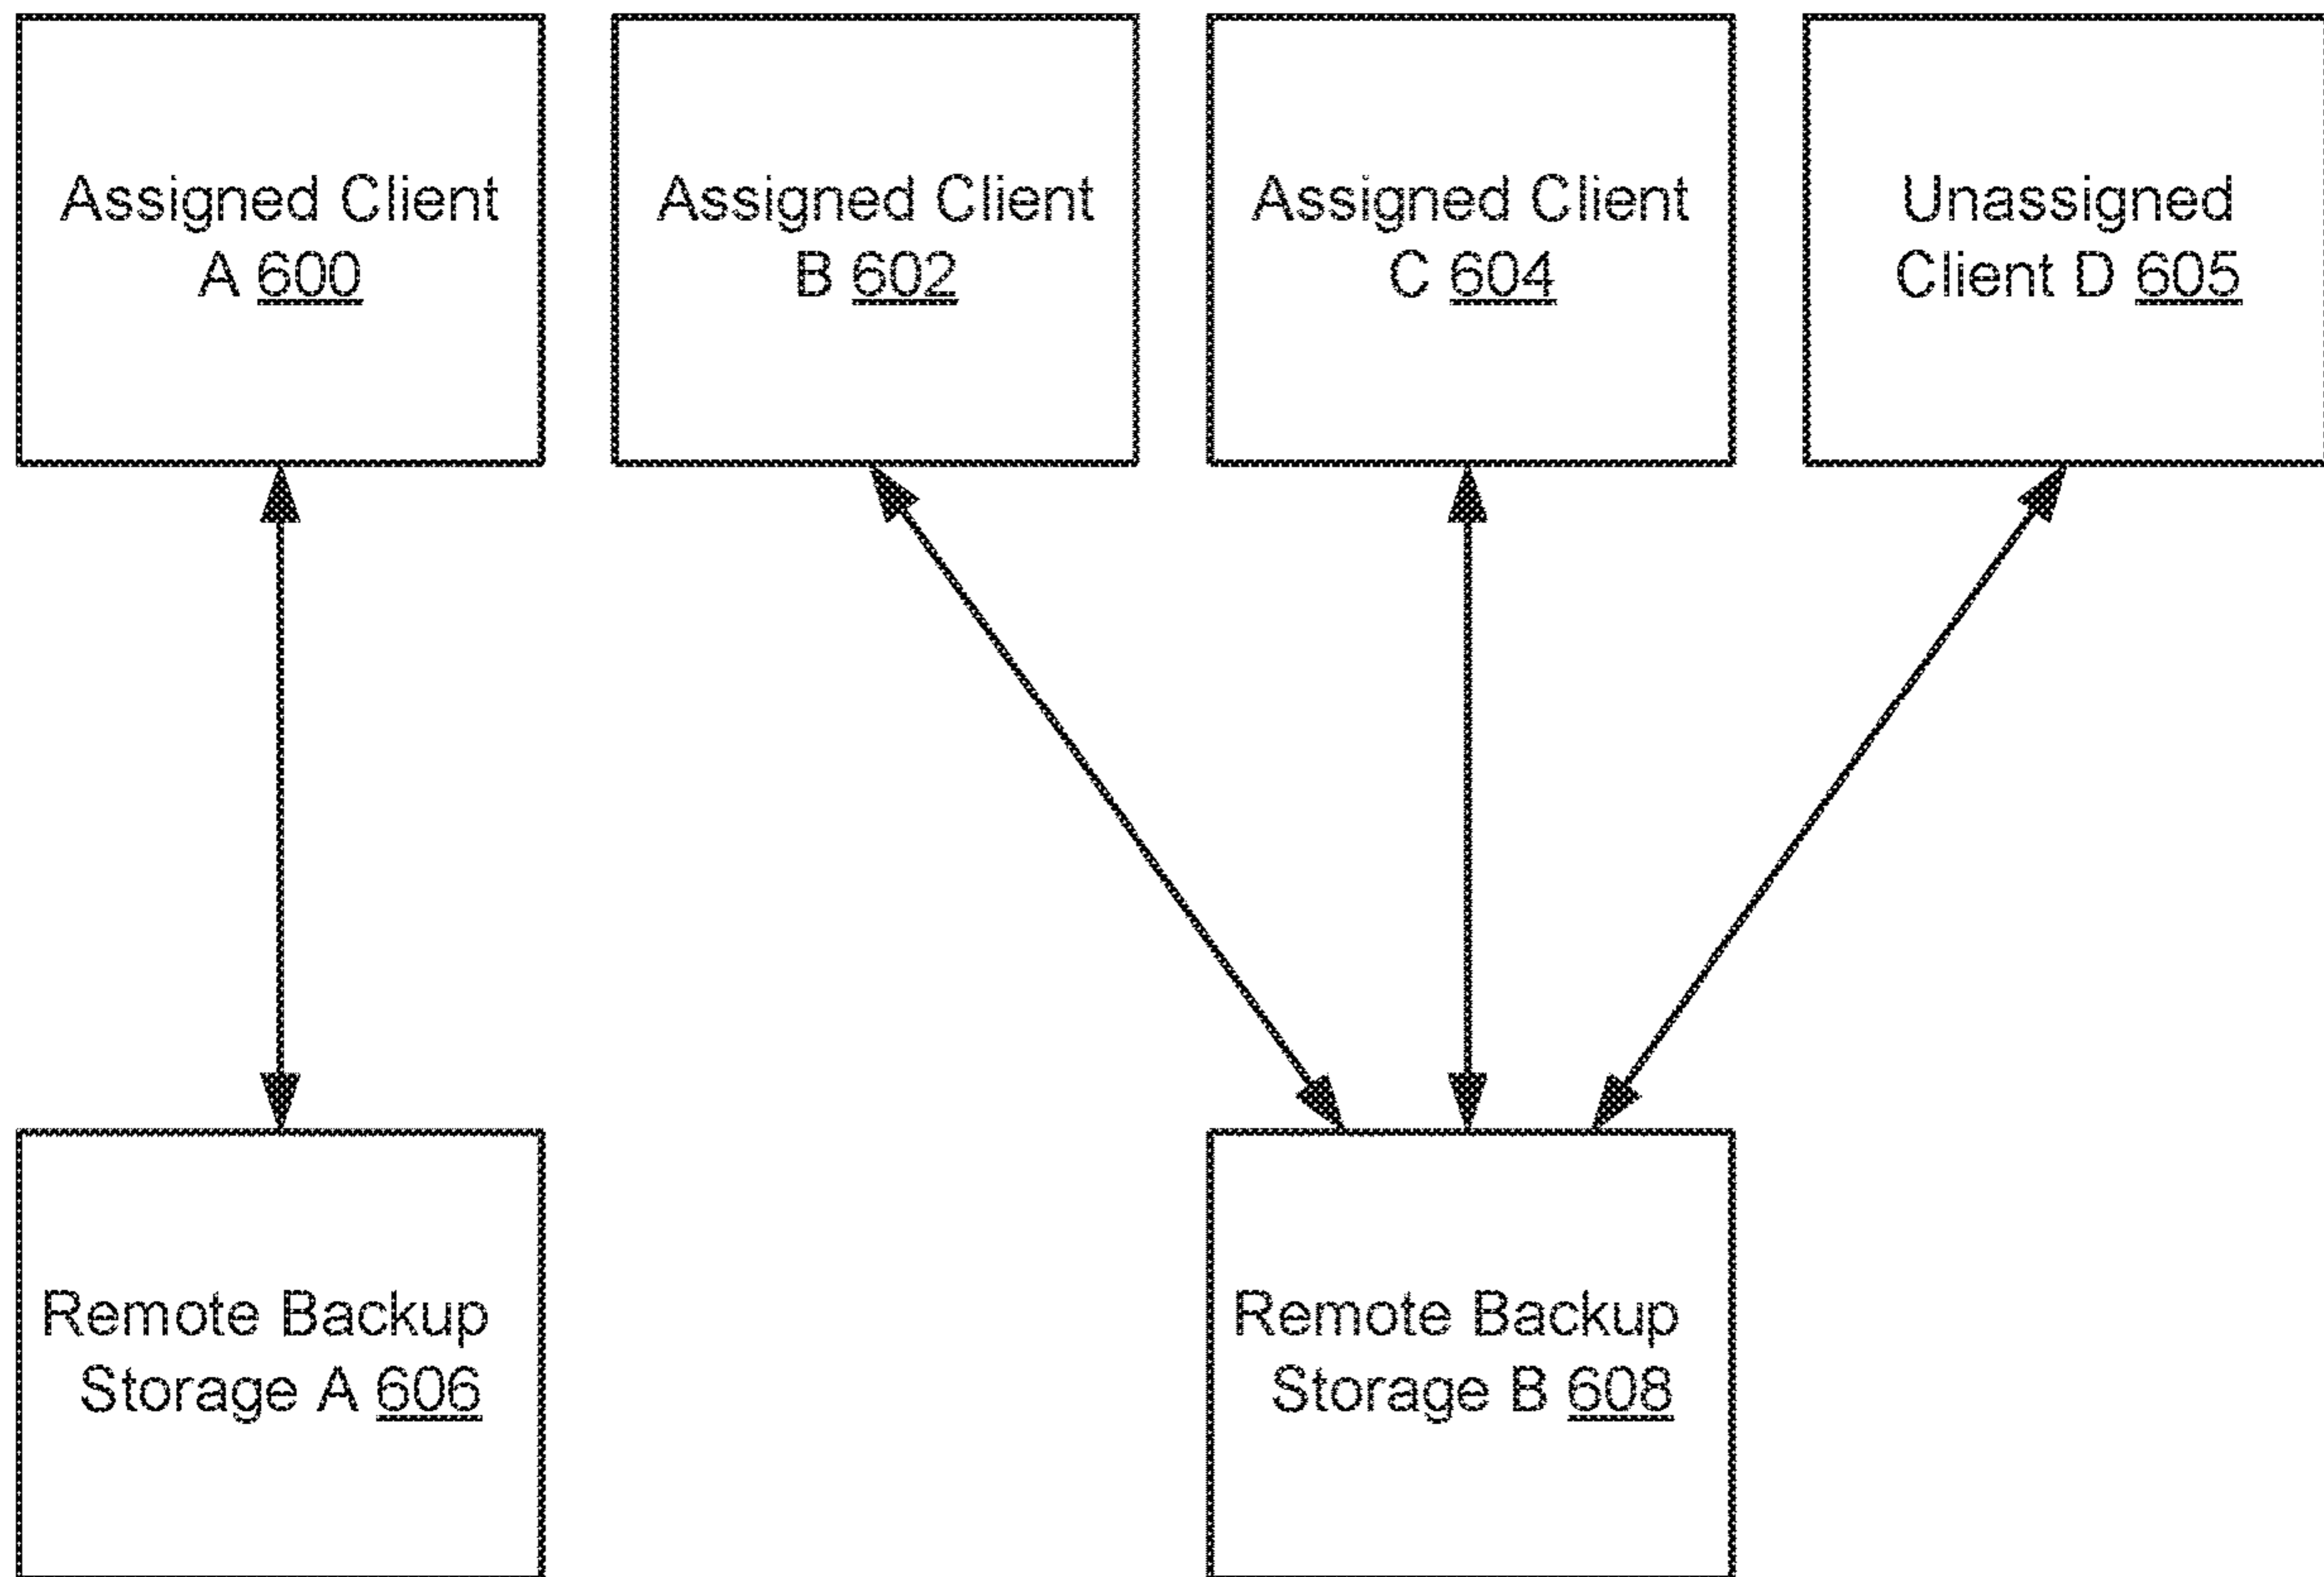 Assigned Client
A 600
Assigned Client
B 602
Assigned Client
C 604
Unassigned
Client D 605
Remote Backup
Storage A 606
Remote Backup
Storage B 608